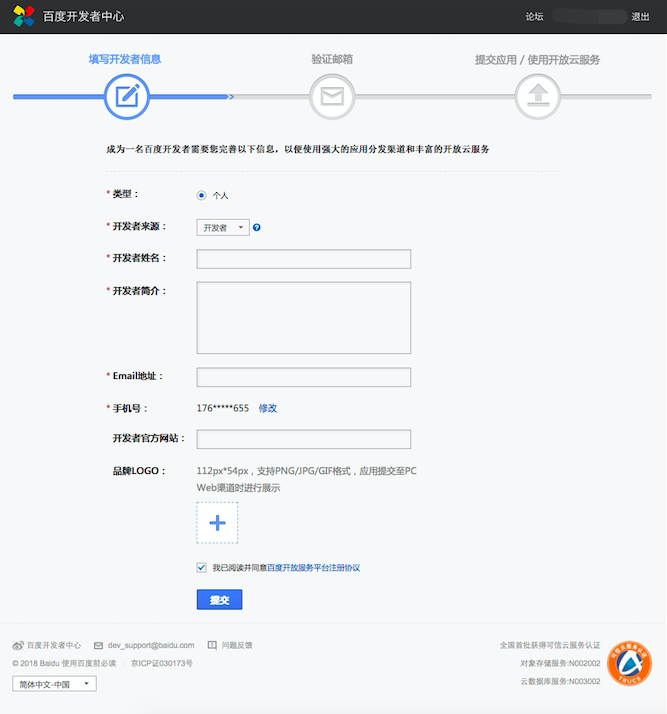 百度开发者中心
论坛
退出
填写开发者信息
验证邮箱
提交应用 / 使用开放云服务
成为一名百度开发者需要您完善以下信息，以便使用强大的应用分发渠道和丰富的开放云服务
* 类型：
个人
* 开发者来源：
开发者
* 开发者姓名：
* 开发者简介：
* Email地址：
* 手机号：
176*****655 修改
开发者官方网站：
品牌LOGO：
112px*54px，支持PNG/JPG/GIF格式，应用提交至PC
Web渠道时进行展示
我已阅读并同意百度开放服务平台注册协议
提交
百度开发者中心 dev_support@baidu.com 问题反馈
© 2018 Baidu 使用百度前必读 京ICP证030173号
简体中文-中国
全国首批获得可信云服务认证
对象存储服务:N002002
云数据库服务:N003002
可信云服务认证
TRUCS